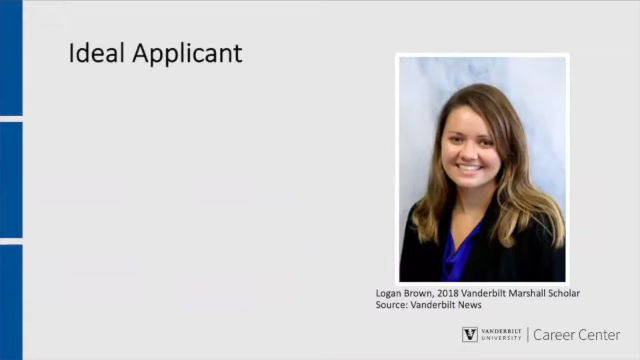 Ideal Applicant
Logan Brown, 2018 Vanderbilt Marshall Scholar
Source: Vanderbilt News
V VANDERBILT UNIVERSITY | Career Center